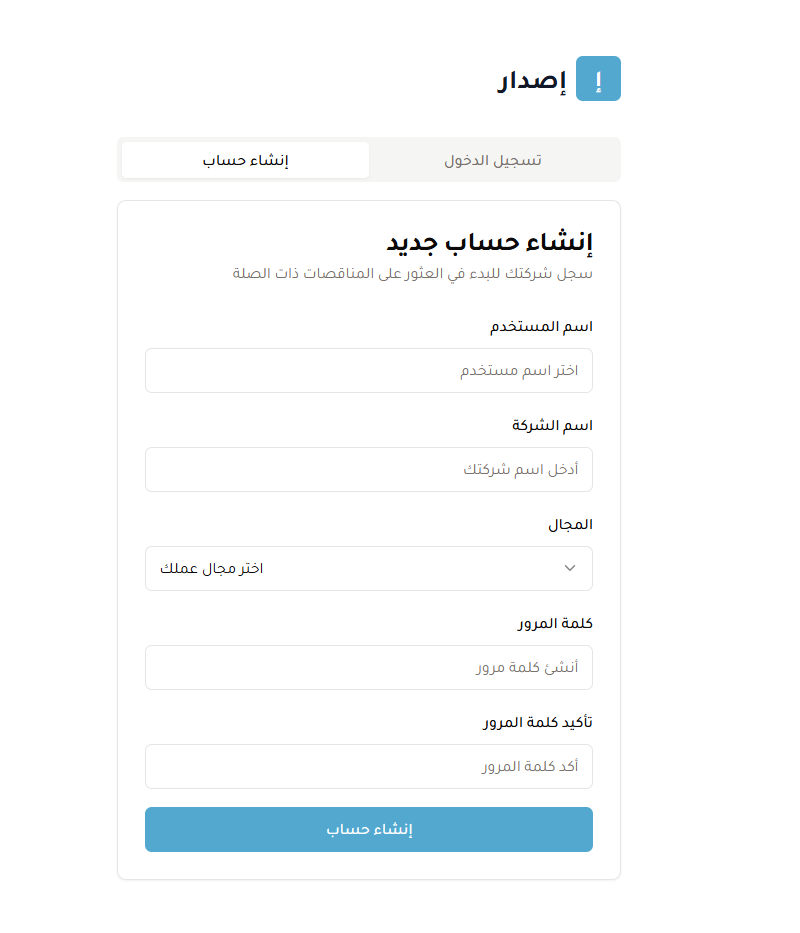 إ
إصدار
تسجيل الدخول
إنشاء حساب
إنشاء حساب جديد
سجل شركتك للبدء في العثور على المناقصات ذات الصلة
اسم المستخدم
اختر اسم مستخدم
اسم الشركة
أدخل اسم شركتك
المجال
اختر مجال عملك
كلمة المرور
أنشئ كلمة مرور
تأكيد كلمة المرور
أكد كلمة المرور
إنشاء حساب